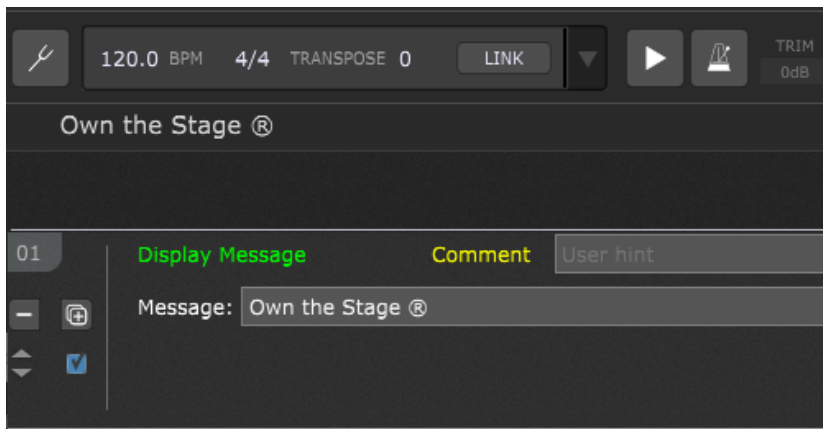 120.0 BPM 4/4 TRANSPOSE 0 LINK TRIM
0dB
Own the Stage ®
01 Display Message Comment User hint
Message: Own the Stage ®